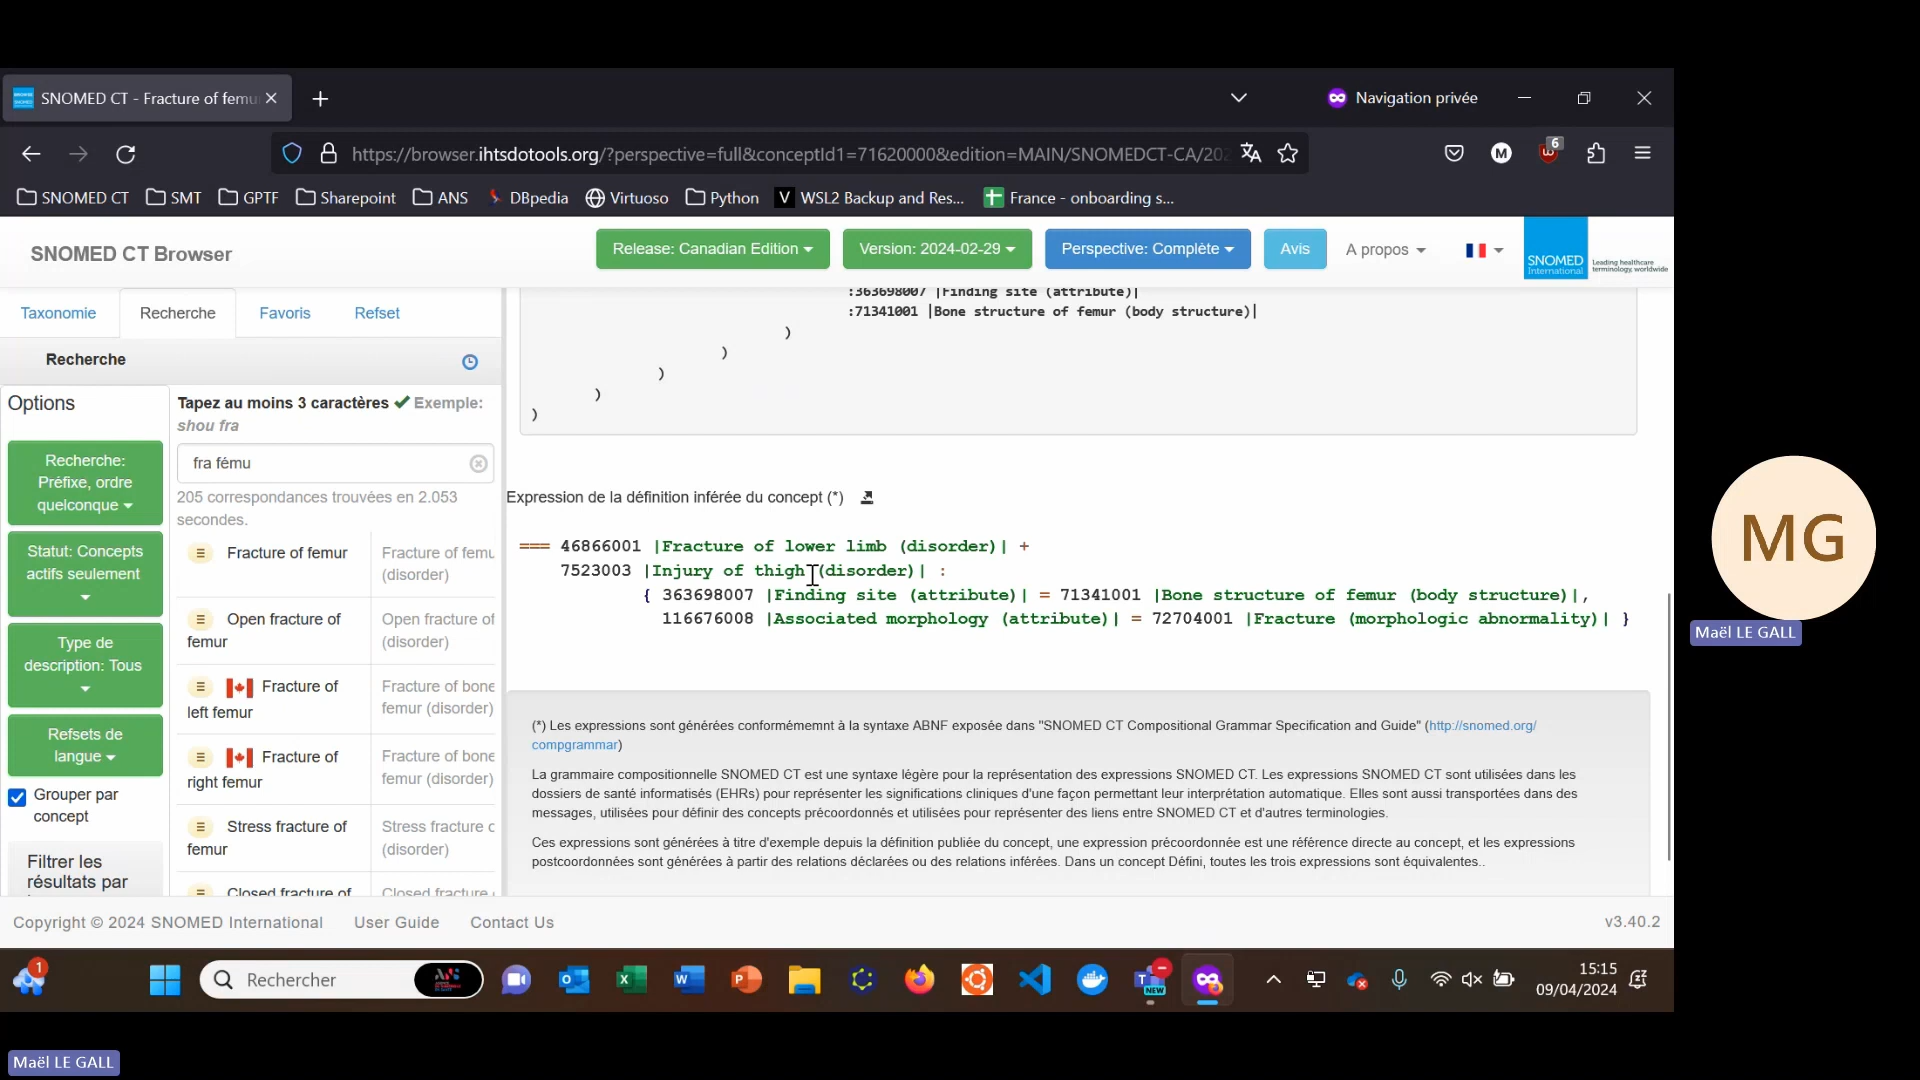 SNOMED CT - Fracture of femu
Navigation privée
https://browser.ihtsdotools.org/?perspective=full&conceptId1=71620000&edition=MAIN/SNOMEDCT-CA/202
M
6
SNOMED CT
SMT
GPTF
Sharepoint
ANS
DBpedia
Virtuoso
Python
V
WSL2 Backup and Res...
France - onboarding s...
SNOMED CT Browser
Release: Canadian Edition
Version: 2024-02-29
Perspective: Complète
Avis
A propos
SNOMED
International
Leading healthcare
terminology, worldwide
Taxonomie
Recherche
Favoris
Refset
Recherche
Options
Recherche:
Préfixe, ordre
quelconque
Statut: Concepts
actifs seulement
Type de
description: Tous
Refsets de
langue
Grouper par
concept
Filtrer les
résultats par
Tapez au moins 3 caractères Exemple:
shou fra
fra fému
205 correspondances trouvées en 2.053
secondes.
Fracture of femur
Fracture of femu
(disorder)
Open fracture of
femur
Open fracture of
(disorder)
Fracture of
left femur
Fracture of bone
femur (disorder)
Fracture of
right femur
Fracture of bone
femur (disorder)
Stress fracture of
femur
Stress fracture o
(disorder)
Closed fracture of
Closed fracture
:363698007 |Finding site (attribute)|
:71341001 |Bone structure of femur (body structure)|
)
)
)
)
)
Expression de la définition inférée du concept (*)
=== 46866001 |Fracture of lower limb (disorder)| +
7523003 |Injury of thigh (disorder)| :
{ 363698007 |Finding site (attribute)| = 71341001 |Bone structure of femur (body structure)|,
116676008 |Associated morphology (attribute)| = 72704001 |Fracture (morphologic abnormality)| }
(*) Les expressions sont générées conformémemnt à la syntaxe ABNF exposée dans "SNOMED CT Compositional Grammar Specification and Guide" (http://snomed.org/
compgrammar)
La grammaire compositionnelle SNOMED CT est une syntaxe légère pour la représentation des expressions SNOMED CT. Les expressions SNOMED CT sont utilisées dans les
dossiers de santé informatisés (EHRs) pour représenter les significations cliniques d'une façon permettant leur interprétation automatique. Elles sont aussi transportées dans des
messages, utilisées pour définir des concepts précoordonnés et utilisées pour représenter des liens entre SNOMED CT et d'autres terminologies.
Ces expressions sont générées à titre d'exemple depuis la définition publiée du concept, une expression précoordonnée est une référence directe au concept, et les expressions
postcoordonnées sont générées à partir des relations déclarées ou des relations inférées. Dans un concept Défini, toutes les trois expressions sont équivalentes..
Copyright © 2024 SNOMED International
User Guide
Contact Us
v3.40.2
1
Rechercher
NEW
15:15
09/04/2024
MG
Maël LE GALL
Maël LE GALL